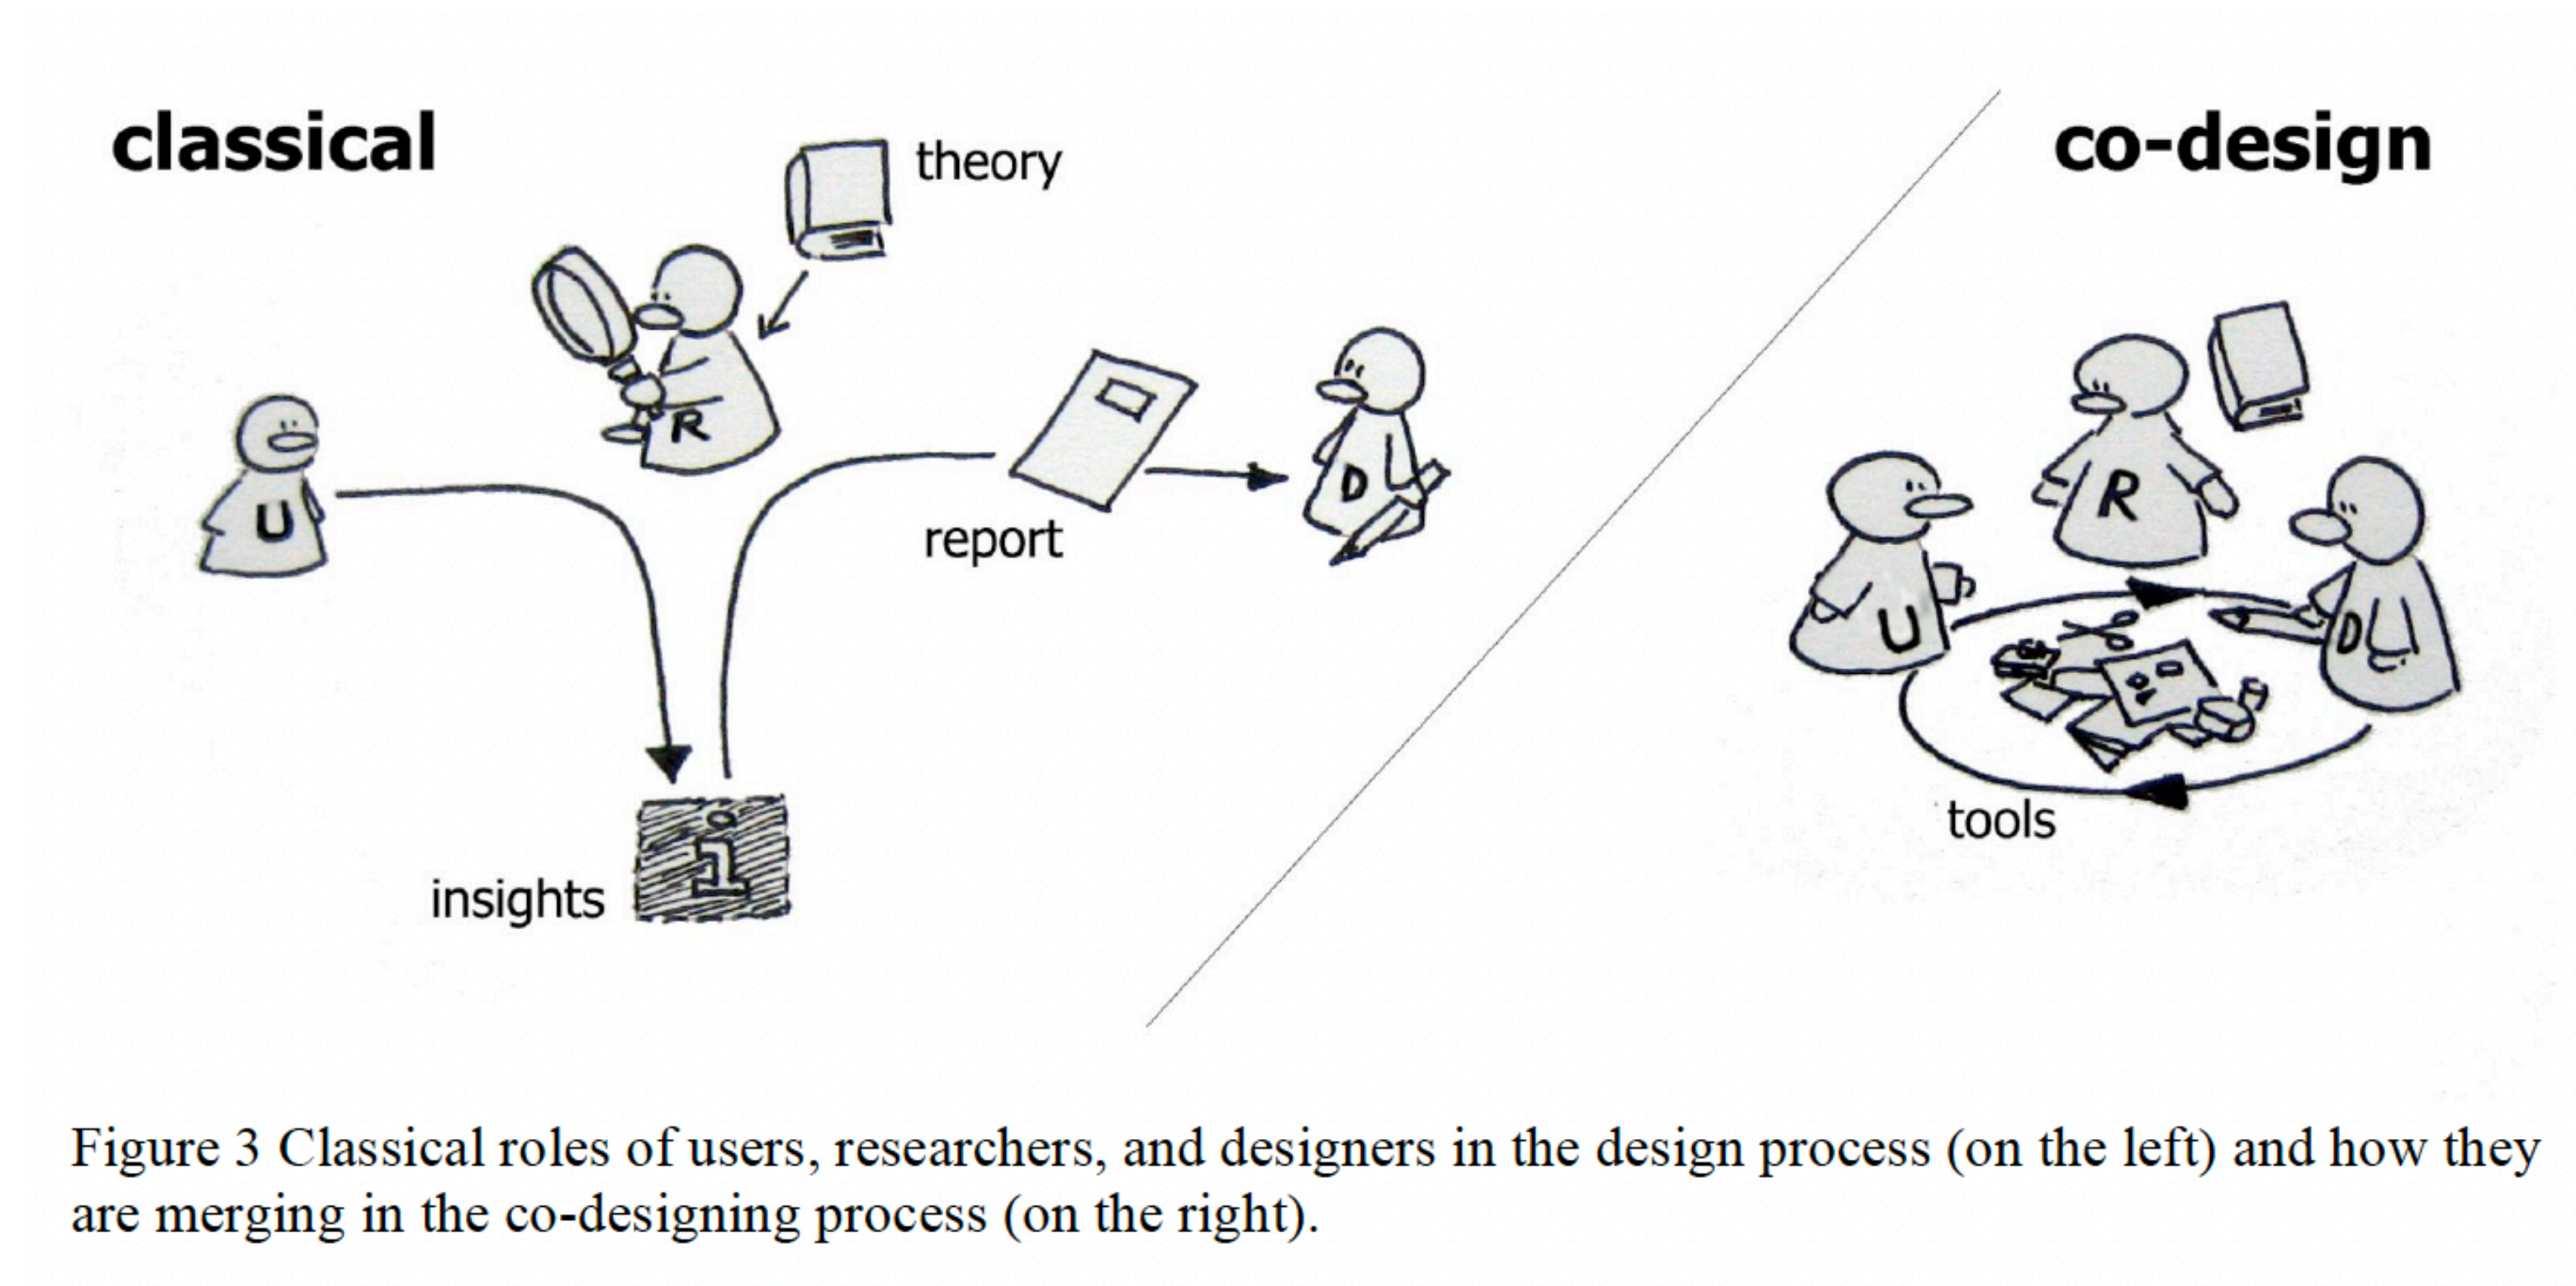 classical
co-design
theory
R
R
U
D
U
D
report
tools
i
insights
Figure 3 Classical roles of users, researchers, and designers in the design process (on the left) and how they
are merging in the co-designing process (on the right).